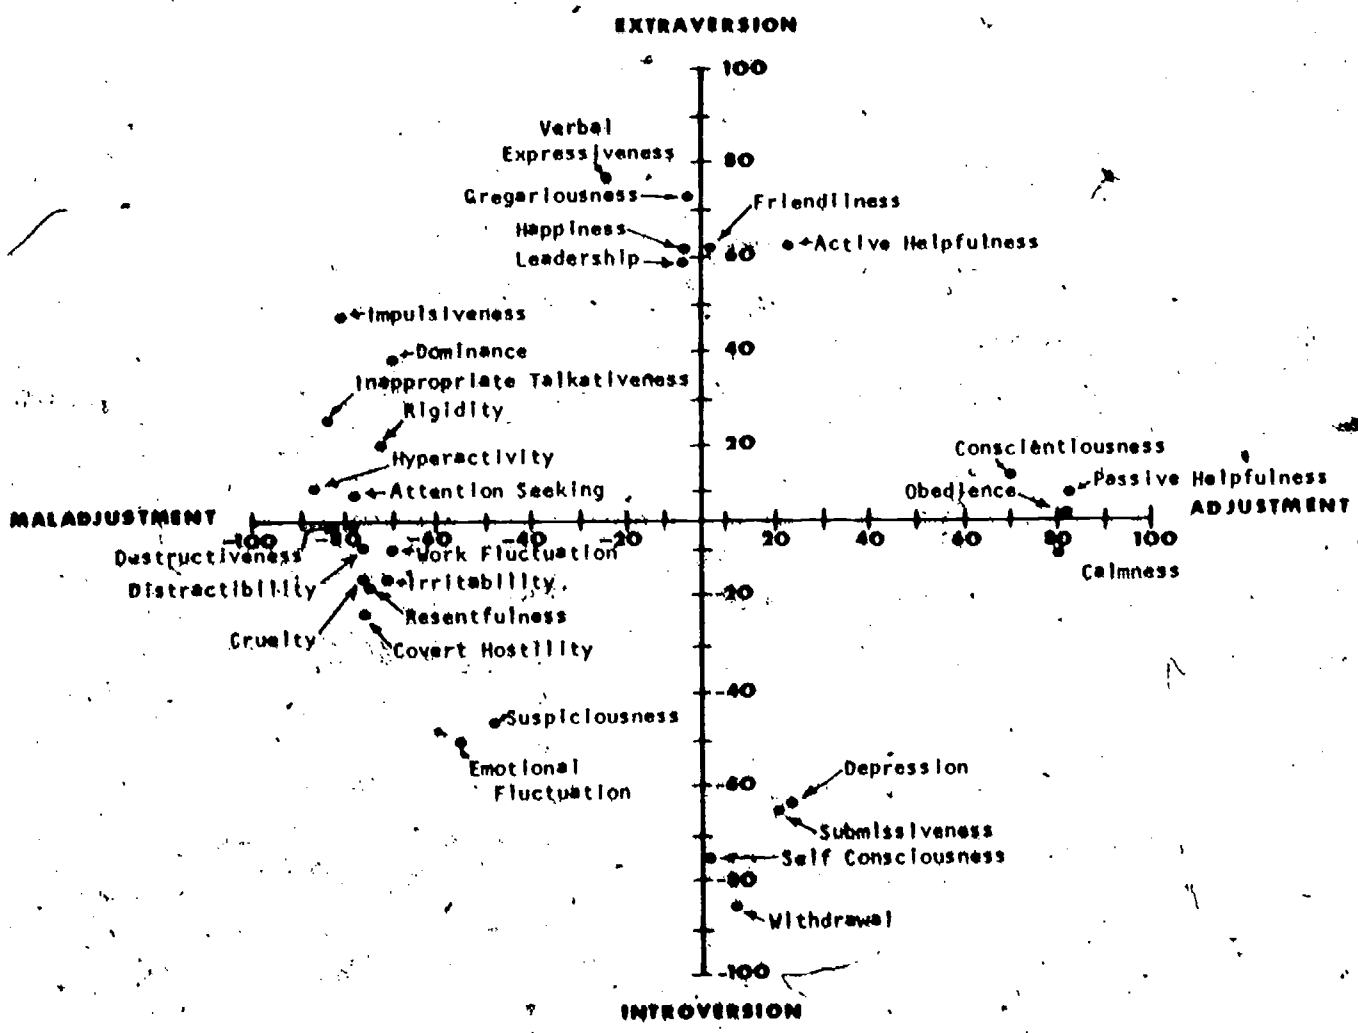 EXTRAVERSION
100
Verbal
Expressiveness
80
Gregariousness
Friendliness
Happiness
Active Helpfulness
Leadership
60
Impulsiveness
40
Dominance
Inappropriate Talkativeness
Rigidity
20
Conscientiousness
Hyperactivity
Passive Helpfulness
Attention Seeking
Obedience
MALADJUSTMENT
ADJUSTMENT
-100 -80 -60 -40 -20 20 40 60 80 100
Destructiveness
Work Fluctuation
Calmness
Distractibility
Irritability
-20
Resentfulness
Cruelty
Covert Hostility
-40
Suspiciousness
Emotional
Fluctuation
Depression
-60
Submissiveness
Self Consciousness
-80
Withdrawal
-100
INTROVERSION